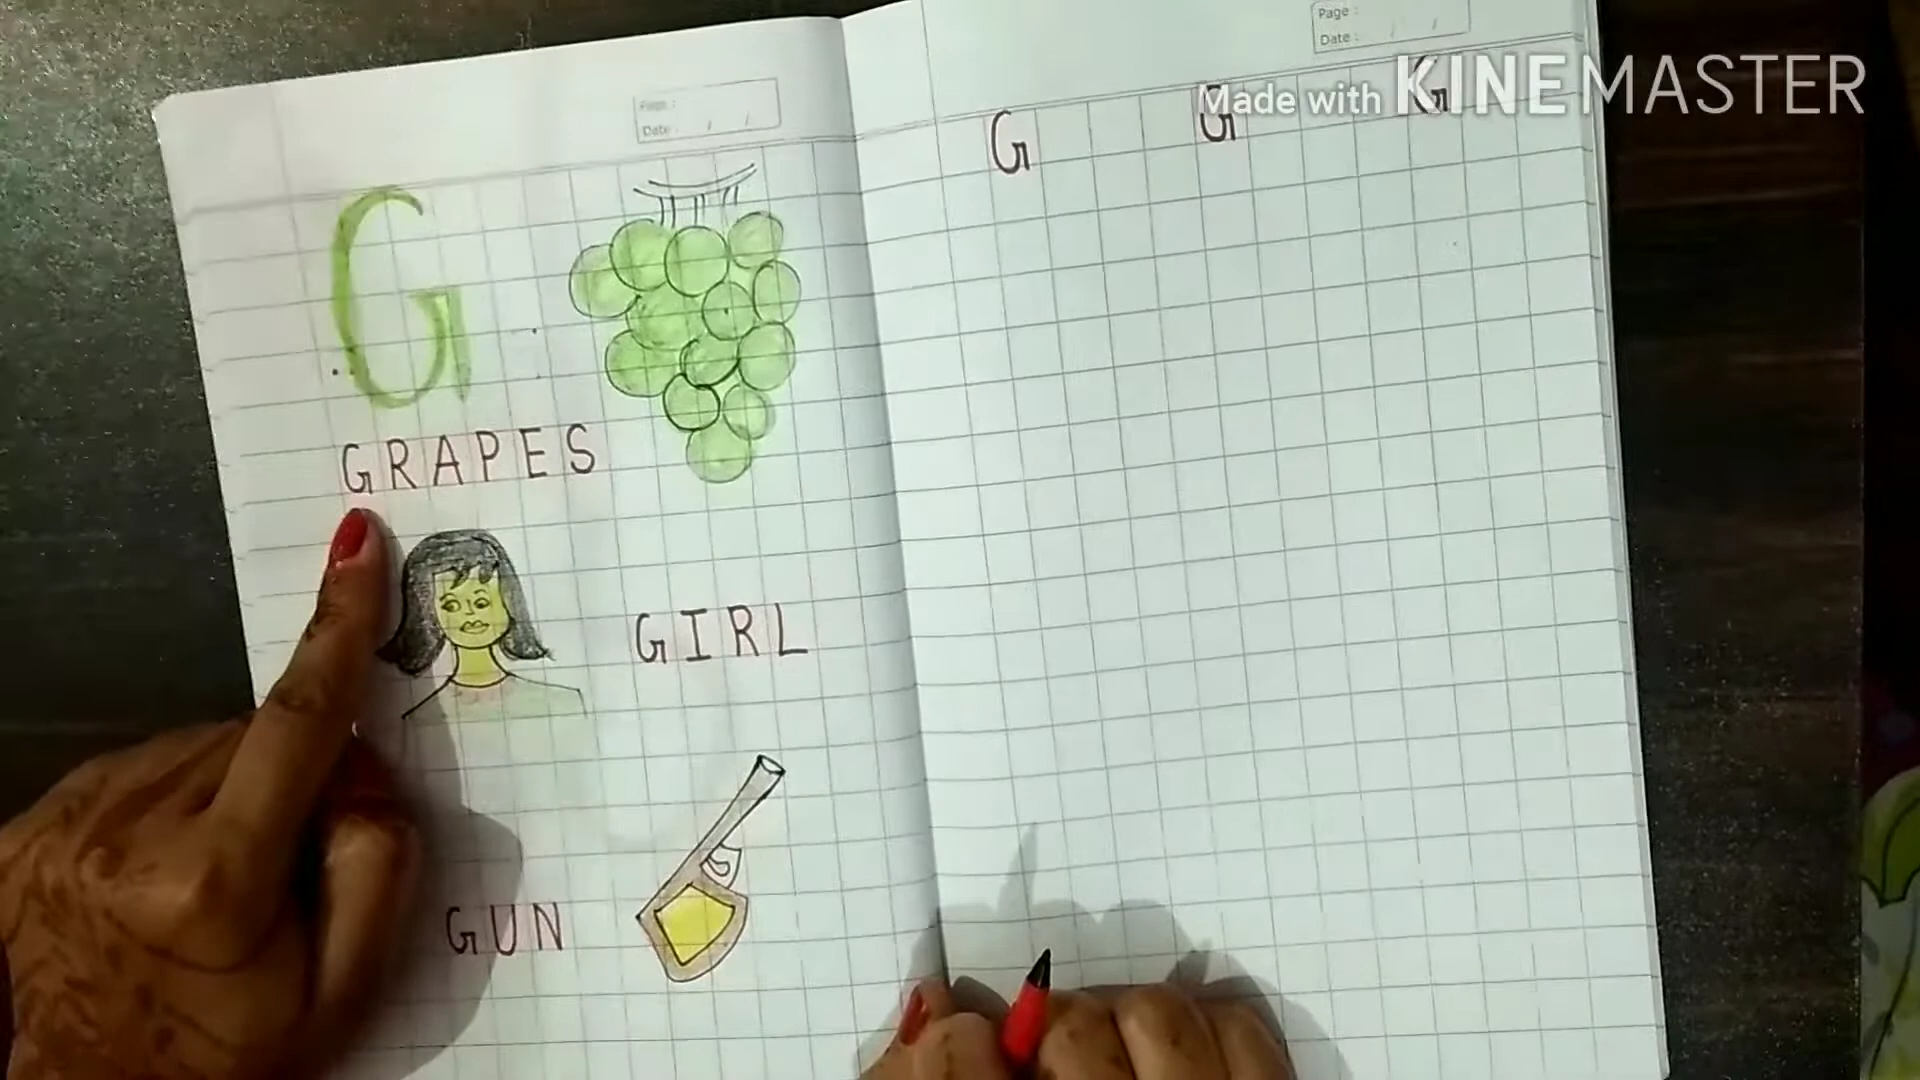 Page :
Date : / /
G
GRAPES
GIRL
GUN
Page :
Date : / /
Made with KINEMASTER
G G G